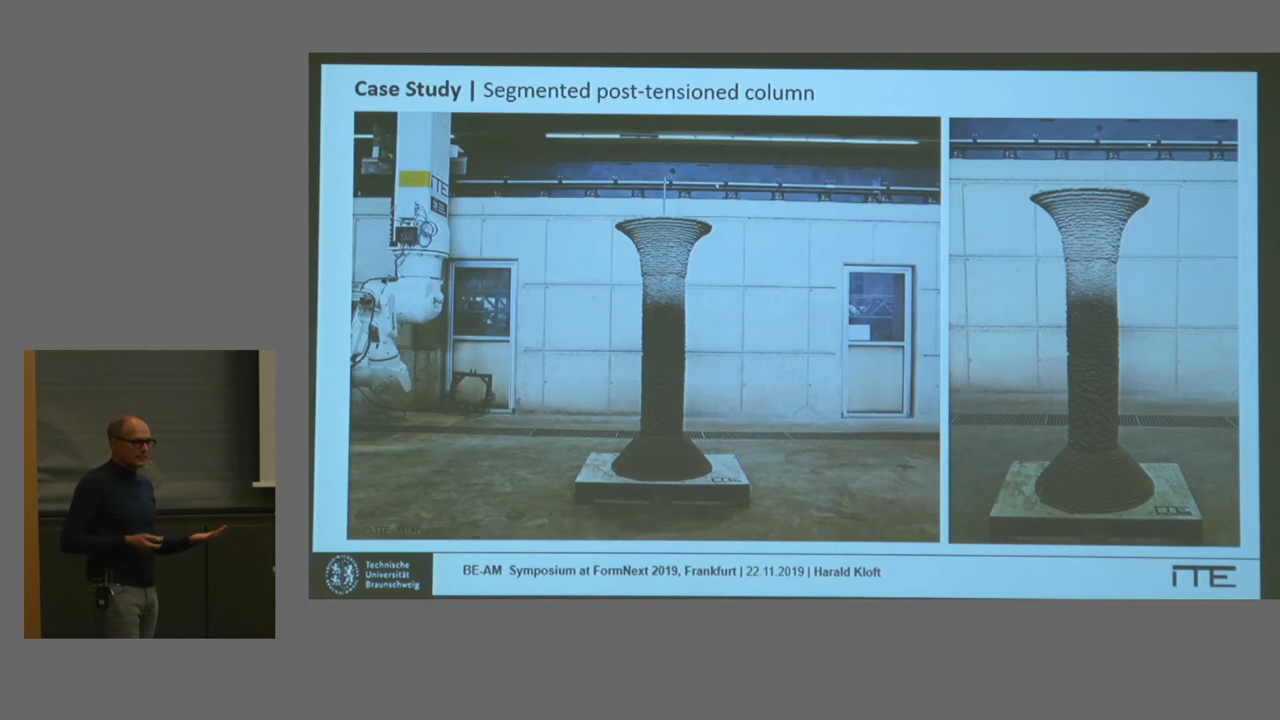 Case Study | Segmented post-tensioned column
iTE
Technische
Universität
Braunschweig
BE-AM Symposium at FormNext 2019, Frankfurt | 22.11.2019 | Harald Kloft
iTE